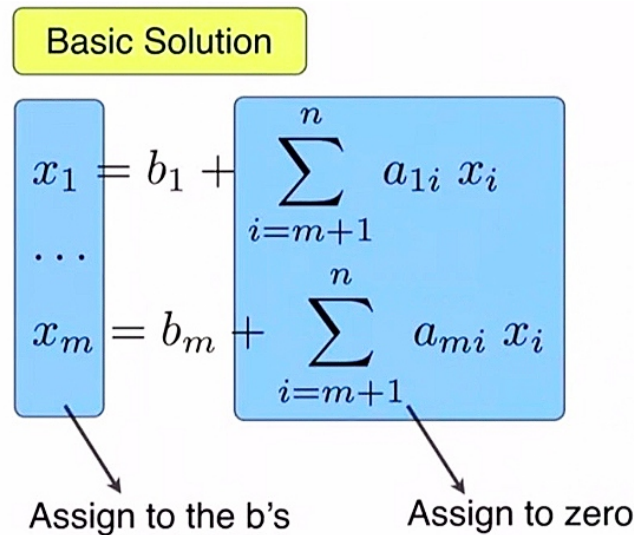 Basic Solution
x_1 = b_1 + \sum_{i=m+1}^{n} a_{1i} x_i
...
x_m = b_m + \sum_{i=m+1}^{n} a_{mi} x_i
Assign to the b's
Assign to zero